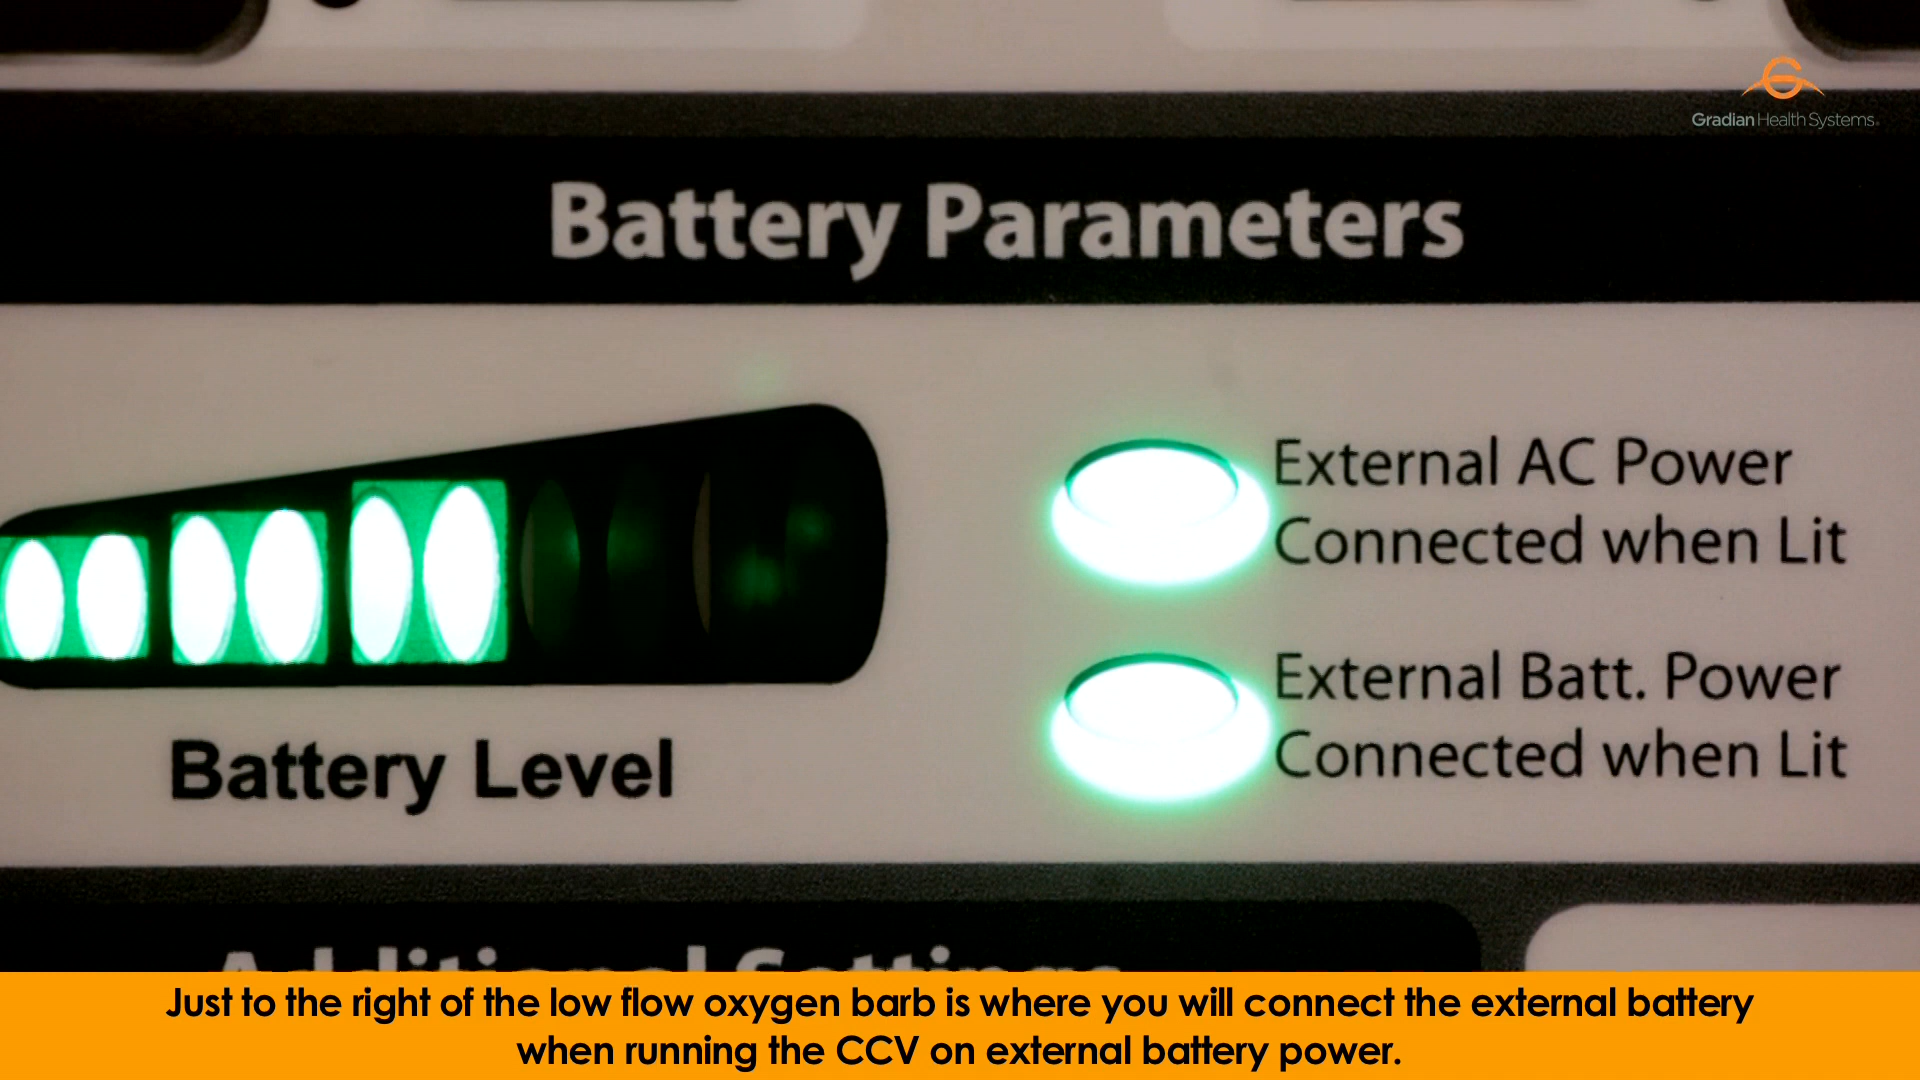 Gradian Health Systems
Battery Parameters
External AC Power
Connected when Lit
External Batt. Power
Connected when Lit
Battery Level
Additional Settings
Just to the right of the low flow oxygen barb is where you will connect the external battery
when running the CCV on external battery power.